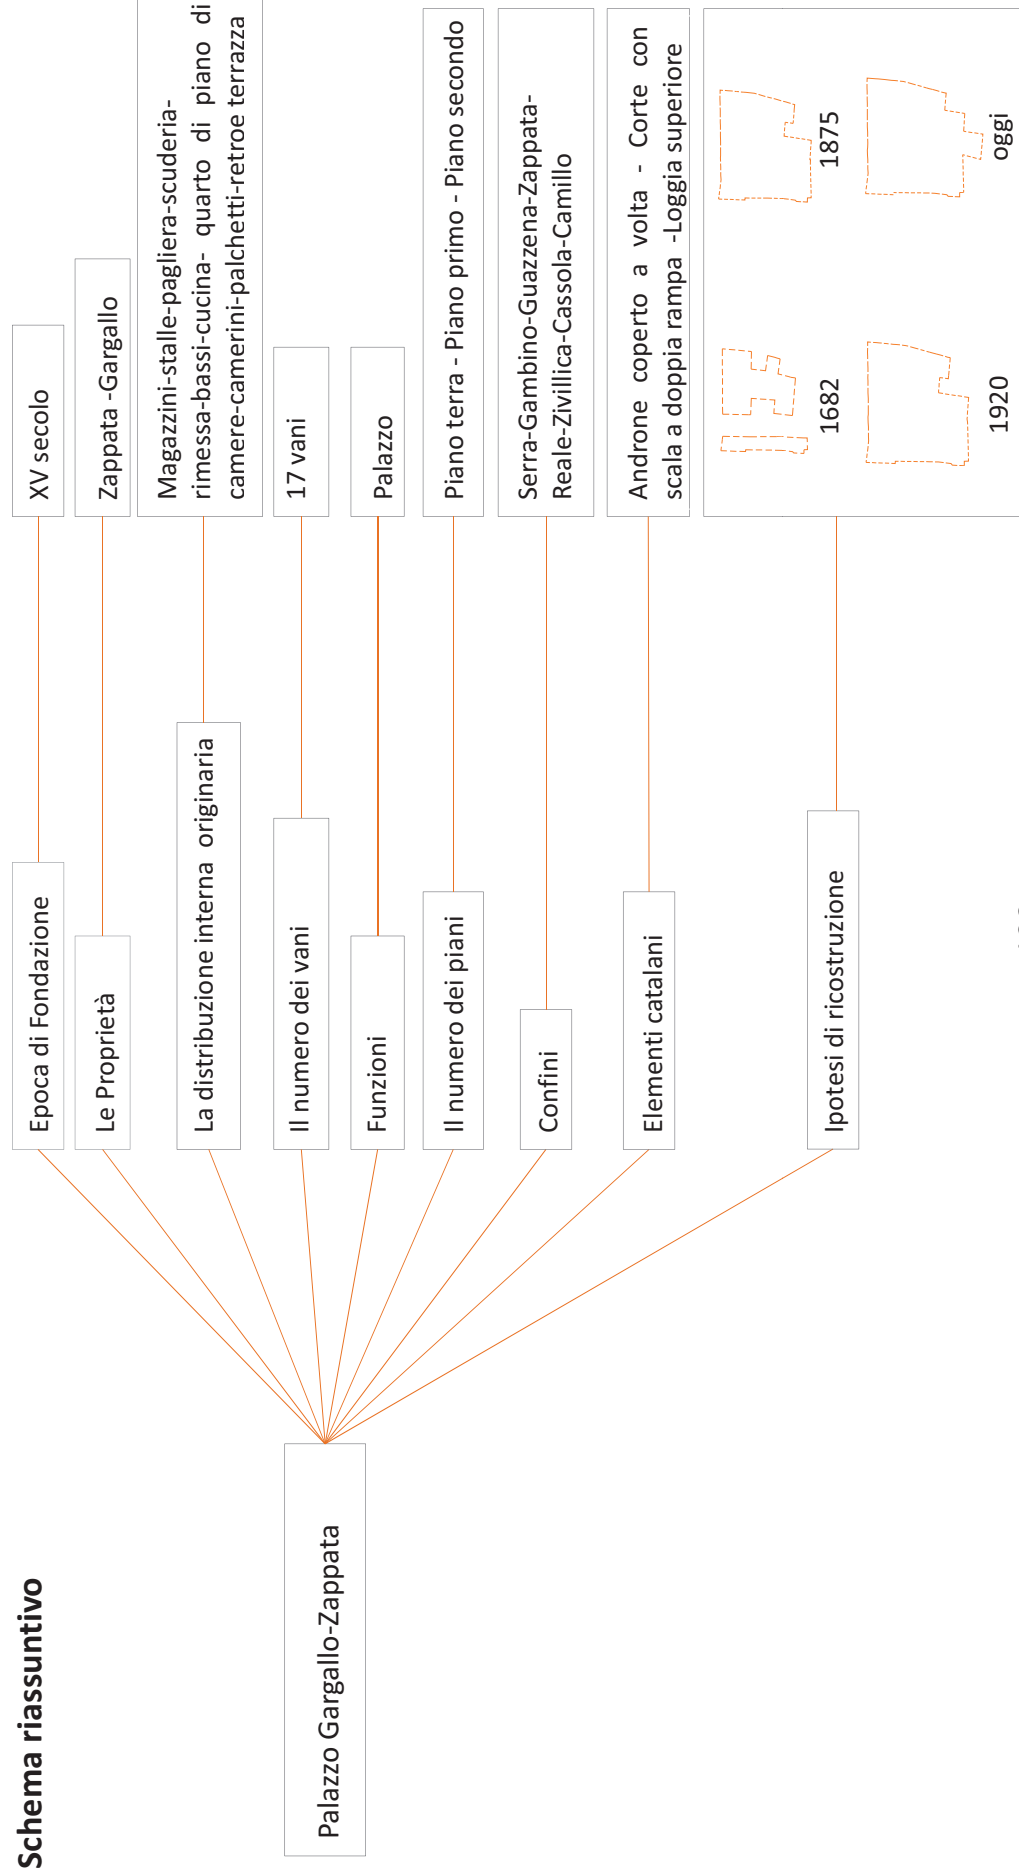 Schema riassuntivo
Palazzo Gargallo-Zappata
Epoca di Fondazione
XV secolo
Le Proprietà
Zappata -Gargallo
La distribuzione interna originaria
Magazzini-stalle-pagliera-scuderia-
rimessa-bassi-cucina- quarto di piano di
camere-camerini-palchetti-retroe terrazza
Il numero dei vani
17 vani
Funzioni
Palazzo
Il numero dei piani
Piano terra - Piano primo - Piano secondo
Confini
Serra-Gambino-Guazzena-Zappata-
Reale-Zivillica-Cassola-Camillo
Elementi catalani
Androne coperto a volta - Corte con
scala a doppia rampa -Loggia superiore
Ipotesi di ricostruzione
1682
1875
1920
oggi